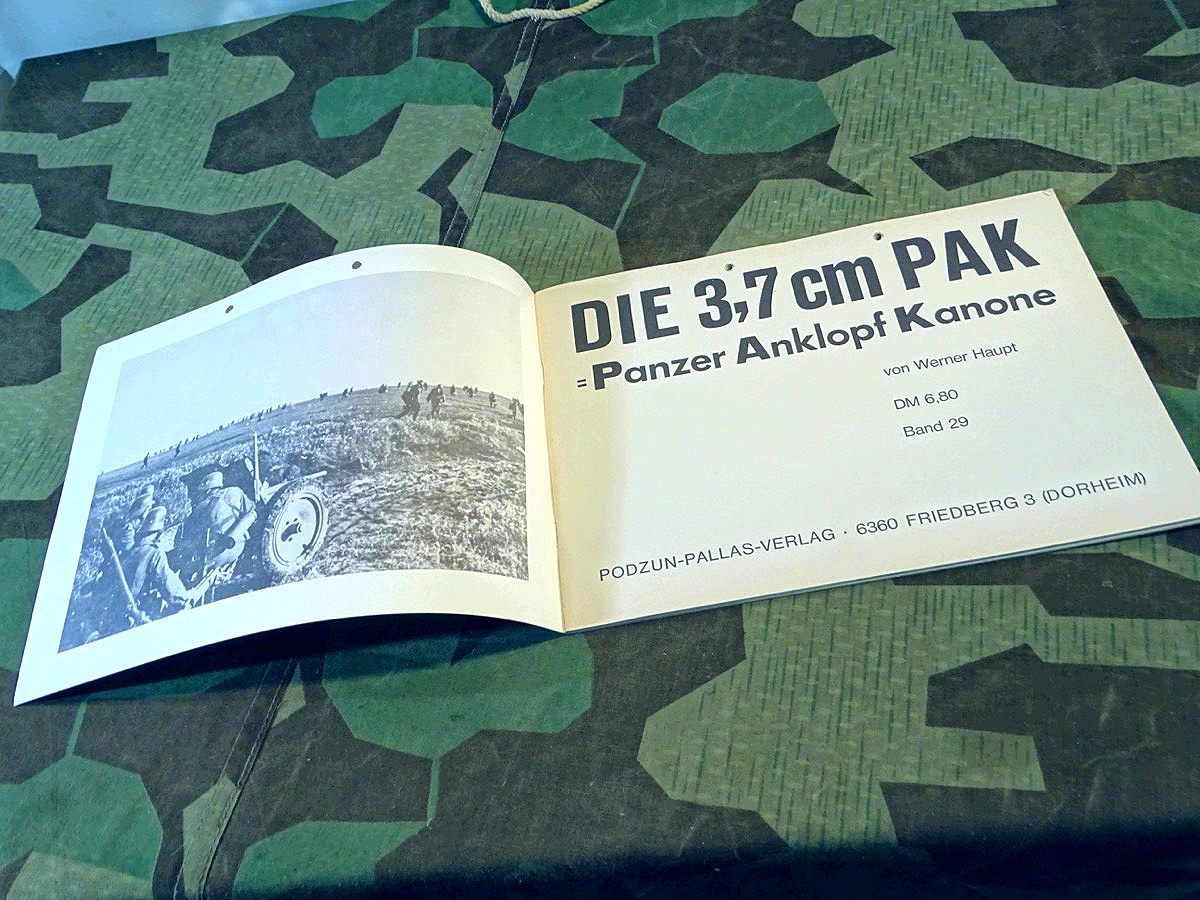 DIE 3,7 cm PAK
=Panzer Anklopf Kanone
von Werner Haupt
DM 6,80
Band 29
PODZUN-PALLAS-VERLAG · 6360 FRIEDBERG 3 (DORHEIM)